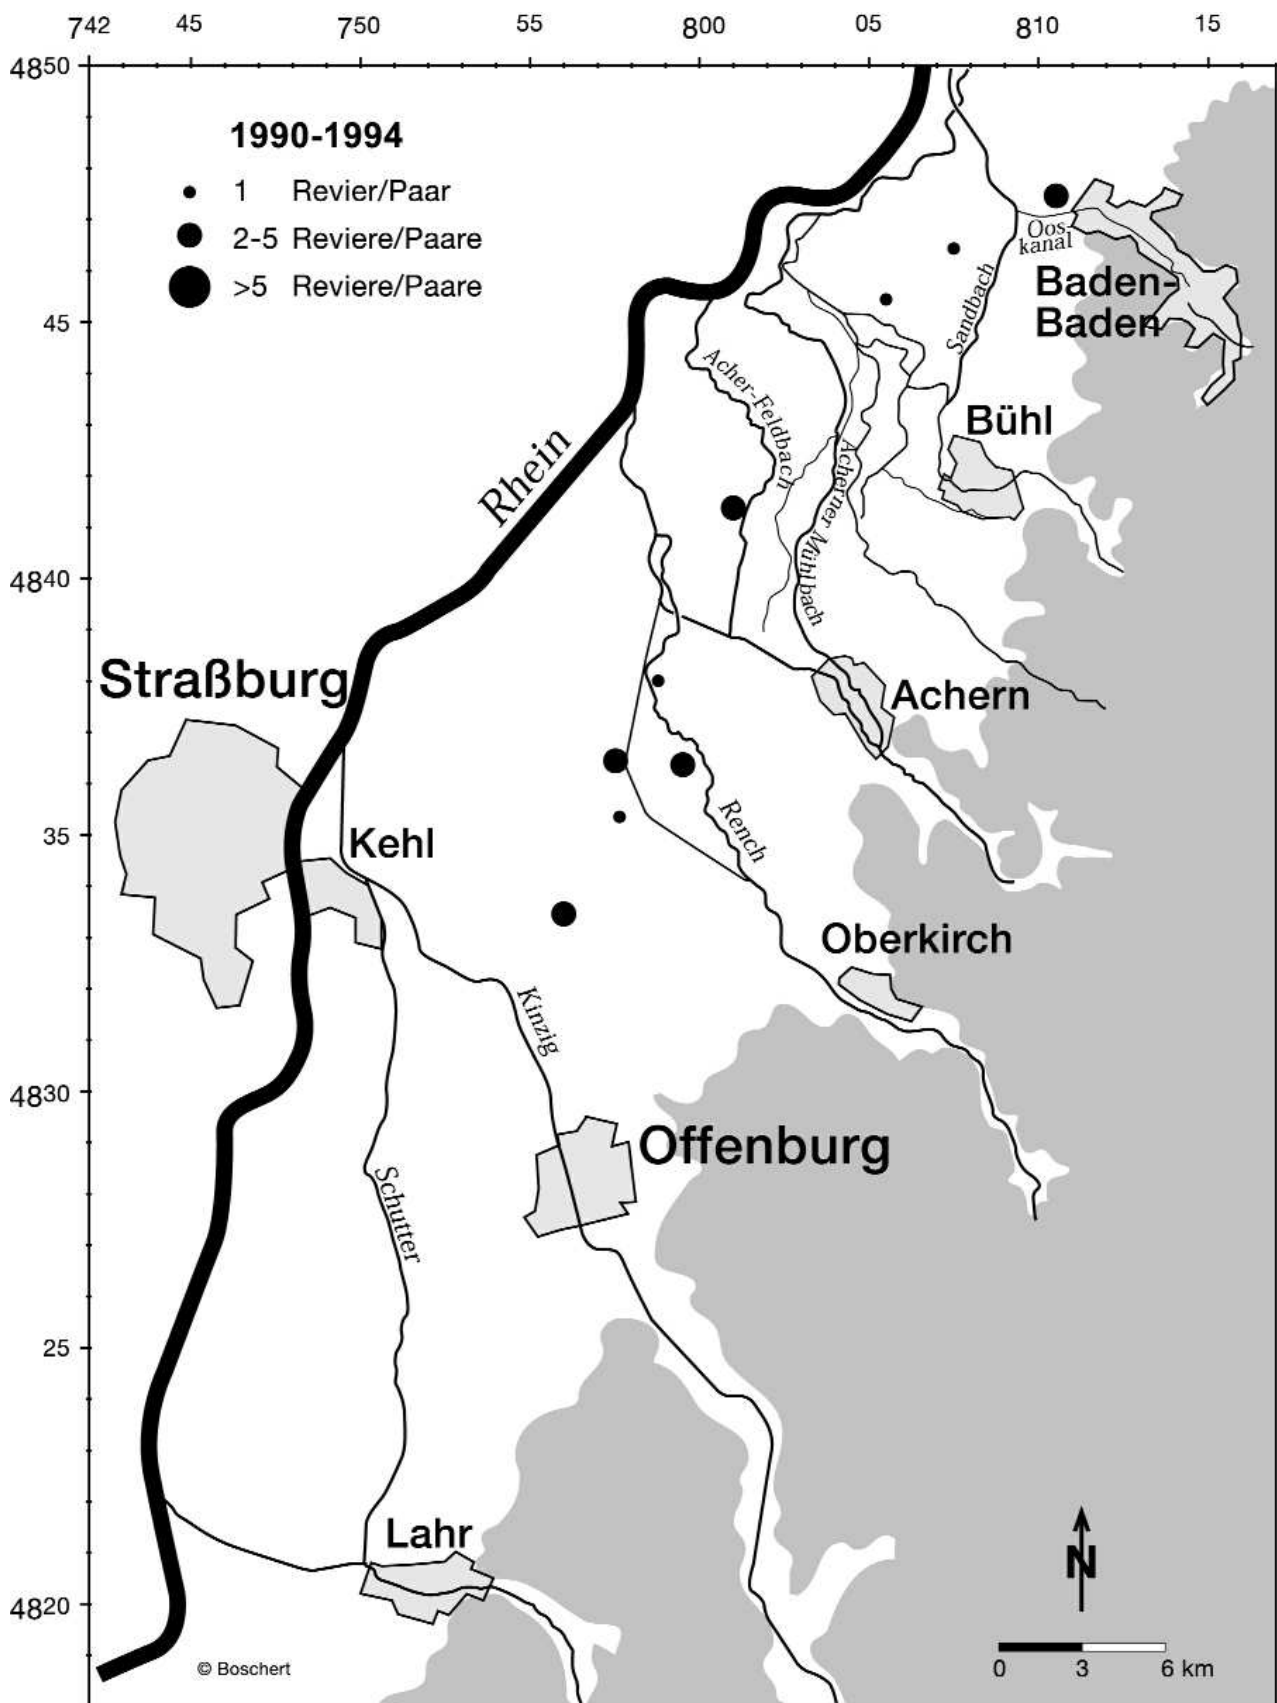 742 45 750 55 800 05 810 15
4850
1990-1994
1 Revier/Paar
2-5 Reviere/Paare
>5 Reviere/Paare
Oos-
kanal
Baden-
Baden
45
Sandbach
Acher-Feldbach
Bühl
Rhein
Acherner Mühlbach
4840
Straßburg
Achern
Rench
35
Kehl
Oberkirch
Kinzig
4830
Offenburg
Schutter
25
Lahr
N
4820
© Boschert
0 3 6 km